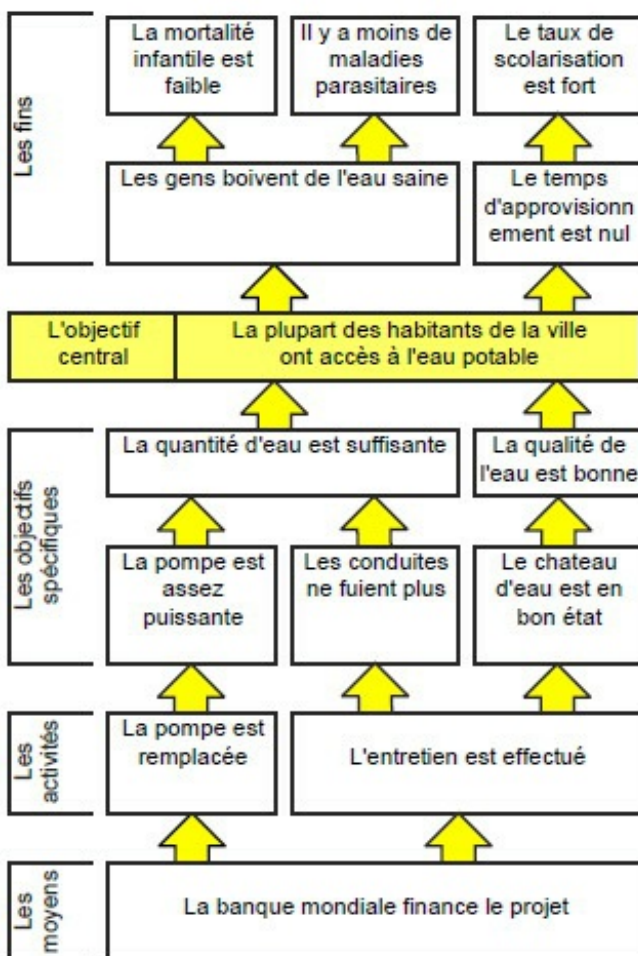 Les fins
La mortalité
infantile est
faible
Il y a moins de
maladies
parasitaires
Le taux de
scolarisation
est fort
Les gens boivent de l'eau saine
Le temps
d'approvisionn
ement est nul
L'objectif
central
La plupart des habitants de la ville
ont accès à l'eau potable
Les objectifs
spécifiques
La quantité d'eau est suffisante
La qualité de
l'eau est bonne
La pompe est
assez
puissante
Les conduites
ne fuient plus
Le chateau
d'eau est en
bon état
Les
activités
La pompe est
remplacée
L'entretien est effectué
Les
moyens
La banque mondiale finance le projet